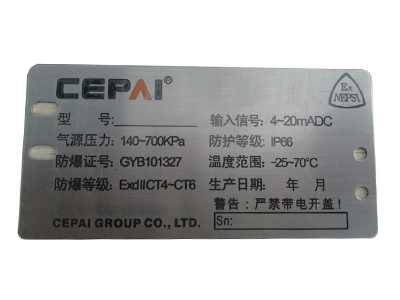 CEPAI®
Ex
NEPSI
型 号:
输入信号: 4~20mADC
气源压力: 140~700KPa
防护等级: IP66
防爆证号: GYB101327
温度范围: -25~70°C
防爆等级: ExdIICT4~CT6
生产日期: 年 月
警告: 严禁带电开盖!
CEPAI GROUP CO., LTD.
Sn: